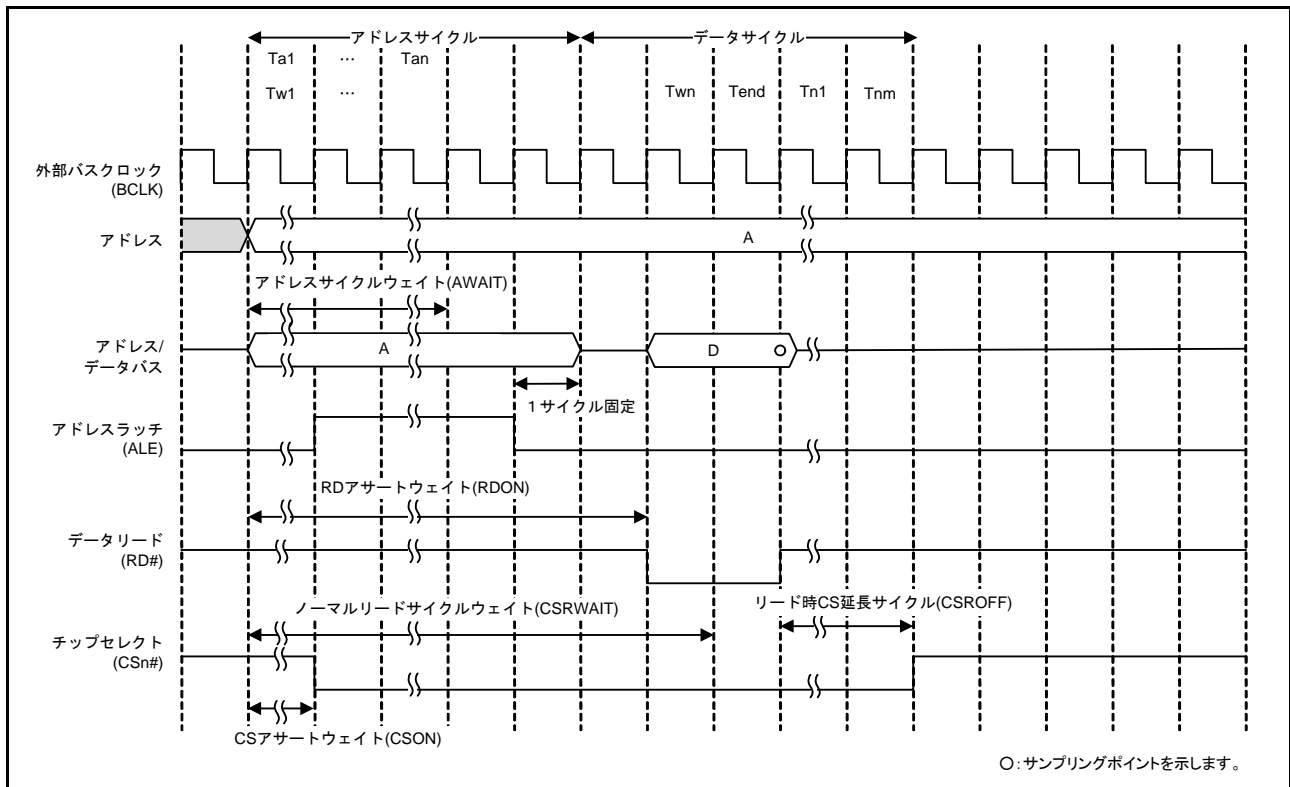 アドレスサイクル データサイクル
Ta1 … Tan
Tw1 … Twn Tend Tn1 Tnm
外部バスクロック
(BCLK)
アドレス A
アドレスサイクルウェイト(AWAIT)
アドレス/
データバス
A D
1サイクル固定
アドレスラッチ
(ALE)
RDアサートウェイト(RDON)
データリード
(RD#)
ノーマルリードサイクルウェイト(CSRWAIT) リード時CS延長サイクル(CSROFF)
チップセレクト
(CSn#)
CSアサートウェイト(CSON)
○:サンプリングポイントを示します。